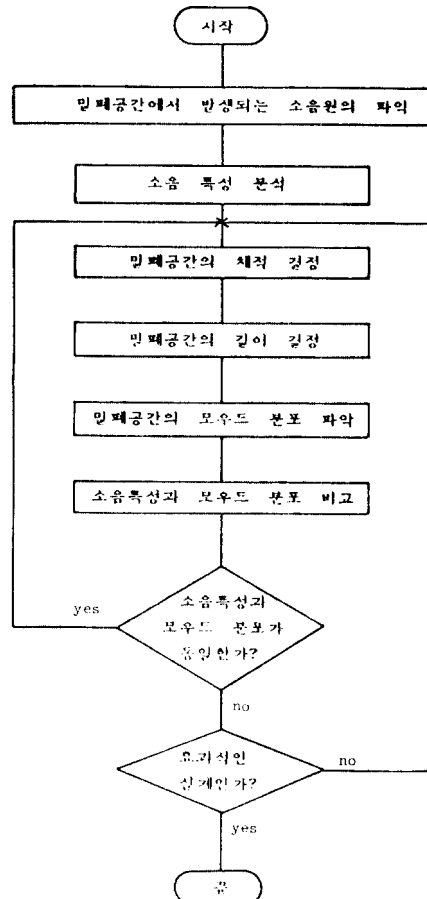 시작
밀폐공간에서 발생되는 소음원의 파악
소음 특성 분석
밀폐공간의 체적 결정
밀폐공간의 길이 결정
밀폐공간의 모우드 분포 파악
소음특성과 모우드 분포 비교
소음특성과
모우드 분포가
동일한가?
yes
no
효과적인
설계인가?
no
yes
끝